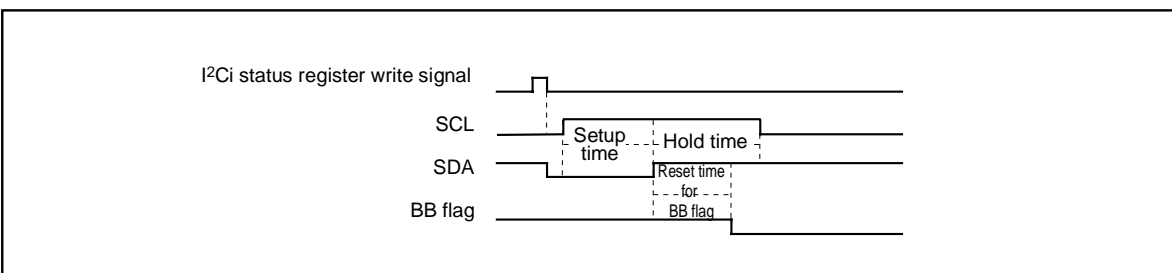 I²Ci status register write signal
SCL
Setup
time
Hold time
SDA
Reset time
for
BB flag
BB flag